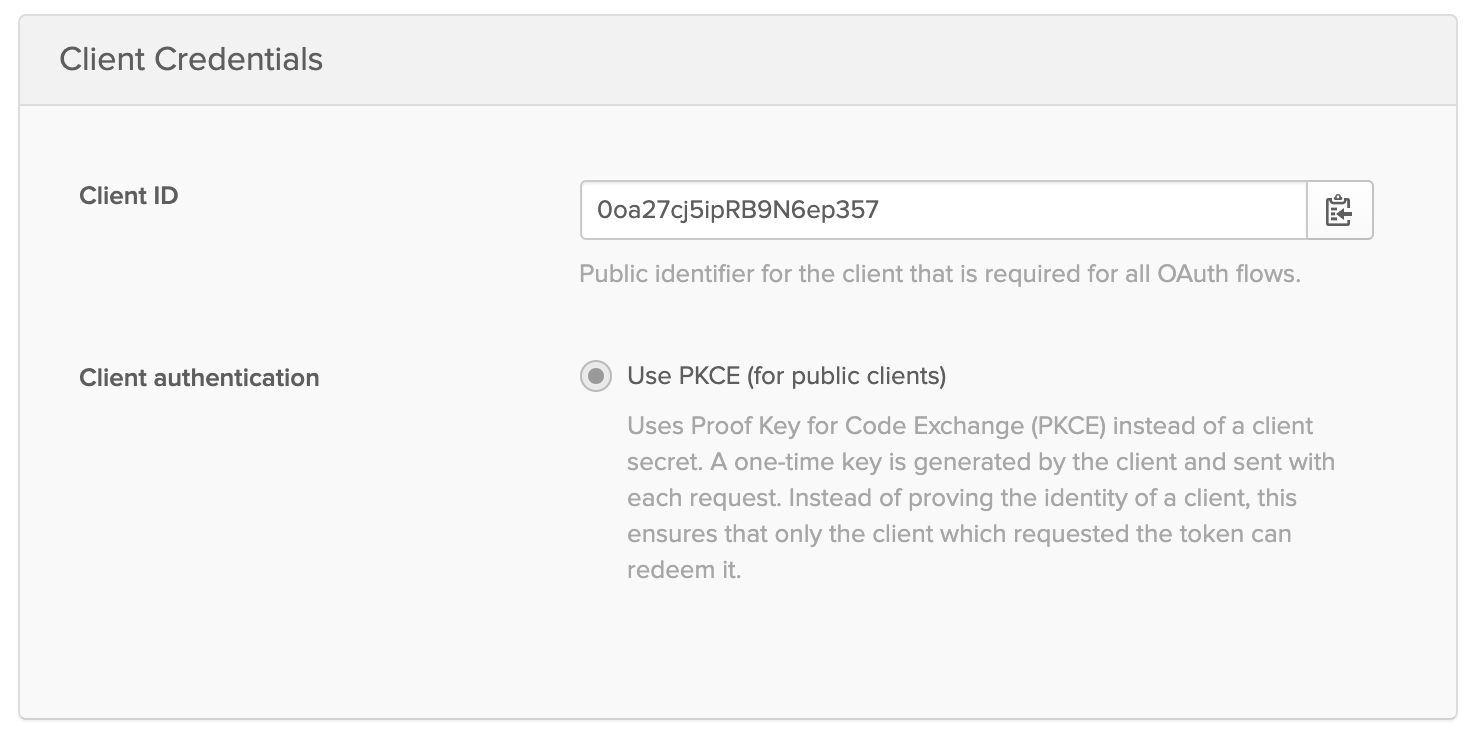 Client Credentials
Client ID
0oa27cj5ipRB9N6ep357
Public identifier for the client that is required for all OAuth flows.
Client authentication
Use PKCE (for public clients)
Uses Proof Key for Code Exchange (PKCE) instead of a client
secret. A one-time key is generated by the client and sent with
each request. Instead of proving the identity of a client, this
ensures that only the client which requested the token can
redeem it.